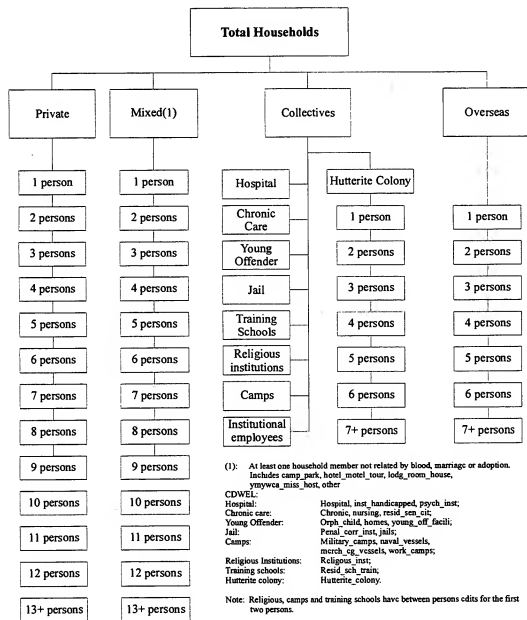 Total Households
Private
Mixed(1)
Collectives
Overseas
1 person
2 persons
3 persons
4 persons
5 persons
6 persons
7 persons
8 persons
9 persons
10 persons
11 persons
12 persons
13+ persons
1 person
2 persons
3 persons
4 persons
5 persons
6 persons
7 persons
8 persons
9 persons
10 persons
11 persons
12 persons
13+ persons
Hospital
Chronic
Care
Young
Offender
Jail
Training
Schools
Religious
institutions
Camps
Institutional
employees
Hutterite Colony
1 person
2 persons
3 persons
4 persons
5 persons
6 persons
7+ persons
1 person
2 persons
3 persons
4 persons
5 persons
6 persons
7+ persons
(1): At least one household member not related by blood, marriage or adoption.
Includes camp_park, hotel_motel_tour, lodg_room_house,
ymywca_miss_host, other
CDWEL:
Hospital: Hospital, inst_handicapped, psych_inst;
Chronic care: Chronic, nursing, resid_sen_cit;
Young Offender: Orph_child, homes, young_off_facili;
Jail: Penal_corr_inst, jails;
Camps: Military_camps, naval_vessels,
merch_cg_vessels, work_camps;
Religious Institutions: Religous_inst;
Training schools: Resid_sch_train;
Hutterite colony: Hutterite_colony.
Note: Religious, camps and training schools have between persons edits for the first
two persons.